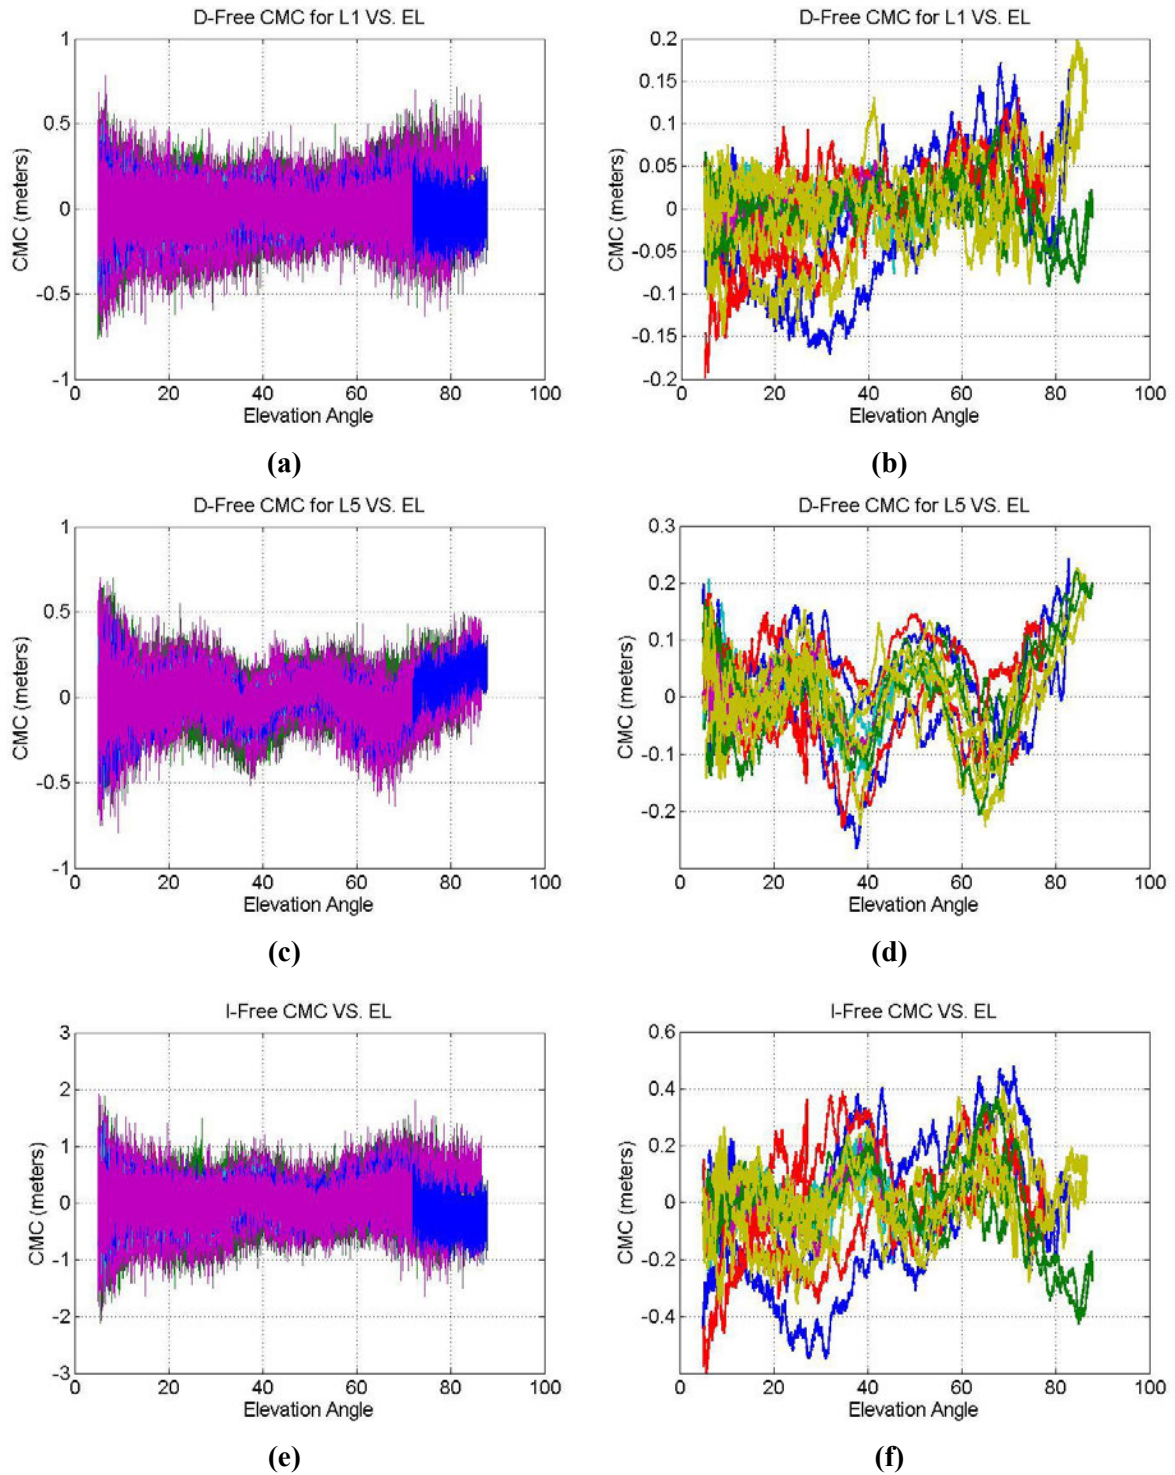 D-Free CMC for L1 VS. EL
1
0.5
0
-0.5
-1
CMC (meters)
0 20 40 60 80 100
Elevation Angle
(a)
D-Free CMC for L1 VS. EL
0.2
0.15
0.1
0.05
0
-0.05
-0.1
-0.15
-0.2
CMC (meters)
0 20 40 60 80 100
Elevation Angle
(b)
D-Free CMC for L5 VS. EL
1
0.5
0
-0.5
-1
CMC (meters)
0 20 40 60 80 100
Elevation Angle
(c)
D-Free CMC for L5 VS. EL
0.3
0.2
0.1
0
-0.1
-0.2
CMC (meters)
0 20 40 60 80 100
Elevation Angle
(d)
I-Free CMC VS. EL
3
2
1
0
-1
-2
-3
CMC (meters)
0 20 40 60 80 100
Elevation Angle
(e)
I-Free CMC VS. EL
0.6
0.4
0.2
0
-0.2
-0.4
CMC (meters)
0 20 40 60 80 100
Elevation Angle
(f)